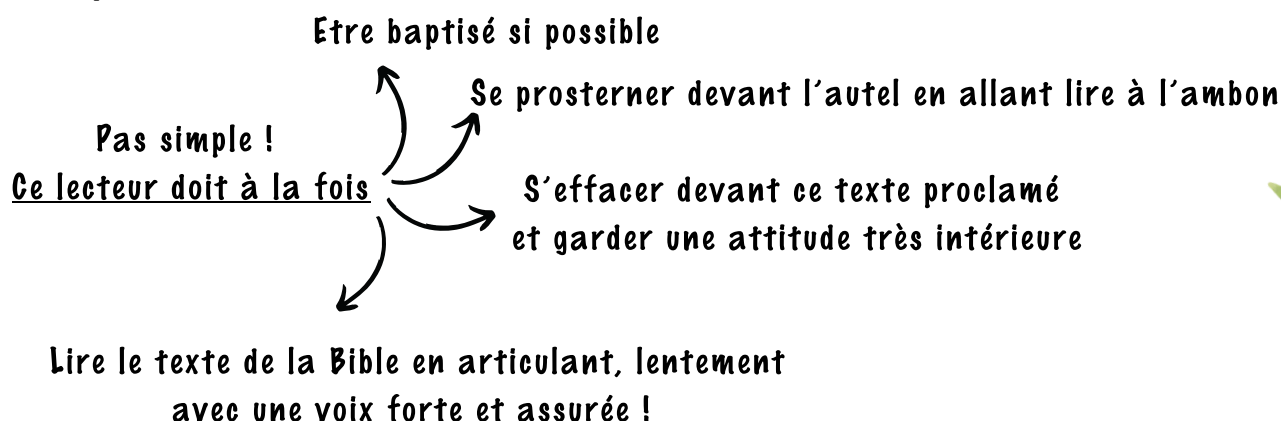 Etre baptisé si possible
Se prosterner devant l'autel en allant lire à l'ambon
Pas simple !
Ce lecteur doit à la fois
S'effacer devant ce texte proclamé
et garder une attitude très intérieure
Lire le texte de la Bible en articulant, lentement
avec une voix forte et assurée !